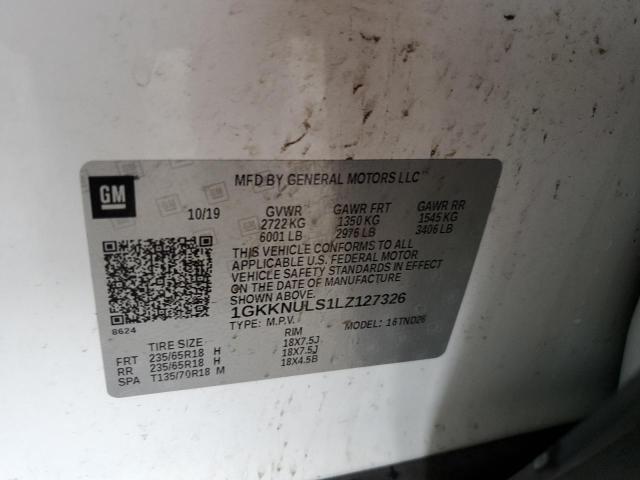 GM
MFD BY GENERAL MOTORS LLC
10/19 GVWR GAWR FRT GAWR RR
2722 KG 1350 KG 1545 KG
6001 LB 2976 LB 3406 LB
THIS VEHICLE CONFORMS TO ALL
APPLICABLE U.S. FEDERAL MOTOR
VEHICLE SAFETY STANDARDS IN EFFECT
ON THE DATE OF MANUFACTURE
SHOWN ABOVE.
1GKKNULS1LZ127326
TYPE: M.P.V. MODEL: 16TND26
8624
TIRE SIZE RIM
FRT 235/65R18 H 18X7.5J
RR 235/65R18 H 18X7.5J
SPA T135/70R18 M 18X4.5B